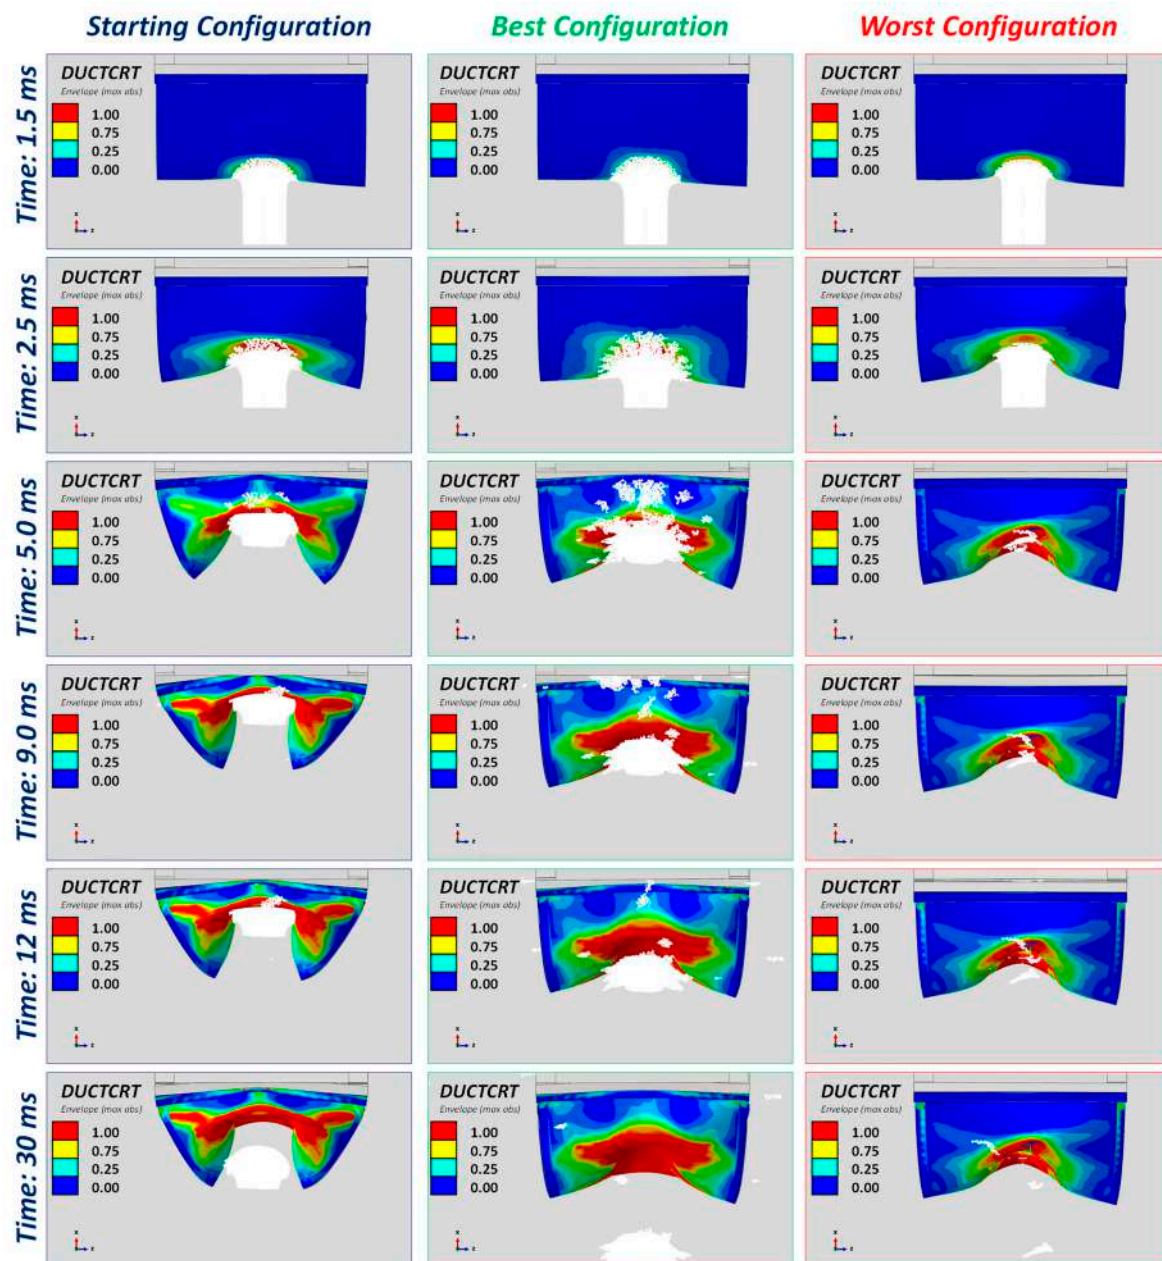 Starting Configuration
Best Configuration
Worst Configuration
Time: 1.5 ms
DUCTCRT
Envelope (max abs)
1.00
0.75
0.25
0.00
x
z
DUCTCRT
Envelope (max abs)
1.00
0.75
0.25
0.00
x
z
DUCTCRT
Envelope (max abs)
1.00
0.75
0.25
0.00
x
z
Time: 2.5 ms
DUCTCRT
Envelope (max abs)
1.00
0.75
0.25
0.00
x
z
DUCTCRT
Envelope (max abs)
1.00
0.75
0.25
0.00
x
z
DUCTCRT
Envelope (max abs)
1.00
0.75
0.25
0.00
x
z
Time: 5.0 ms
DUCTCRT
Envelope (max abs)
1.00
0.75
0.25
0.00
x
z
DUCTCRT
Envelope (max abs)
1.00
0.75
0.25
0.00
x
z
DUCTCRT
Envelope (max abs)
1.00
0.75
0.25
0.00
x
z
Time: 9.0 ms
DUCTCRT
Envelope (max abs)
1.00
0.75
0.25
0.00
x
z
DUCTCRT
Envelope (max abs)
1.00
0.75
0.25
0.00
x
z
DUCTCRT
Envelope (max abs)
1.00
0.75
0.25
0.00
x
z
Time: 12 ms
DUCTCRT
Envelope (max abs)
1.00
0.75
0.25
0.00
x
z
DUCTCRT
Envelope (max abs)
1.00
0.75
0.25
0.00
x
z
DUCTCRT
Envelope (max abs)
1.00
0.75
0.25
0.00
x
z
Time: 30 ms
DUCTCRT
Envelope (max abs)
1.00
0.75
0.25
0.00
x
z
DUCTCRT
Envelope (max abs)
1.00
0.75
0.25
0.00
x
z
DUCTCRT
Envelope (max abs)
1.00
0.75
0.25
0.00
x
z